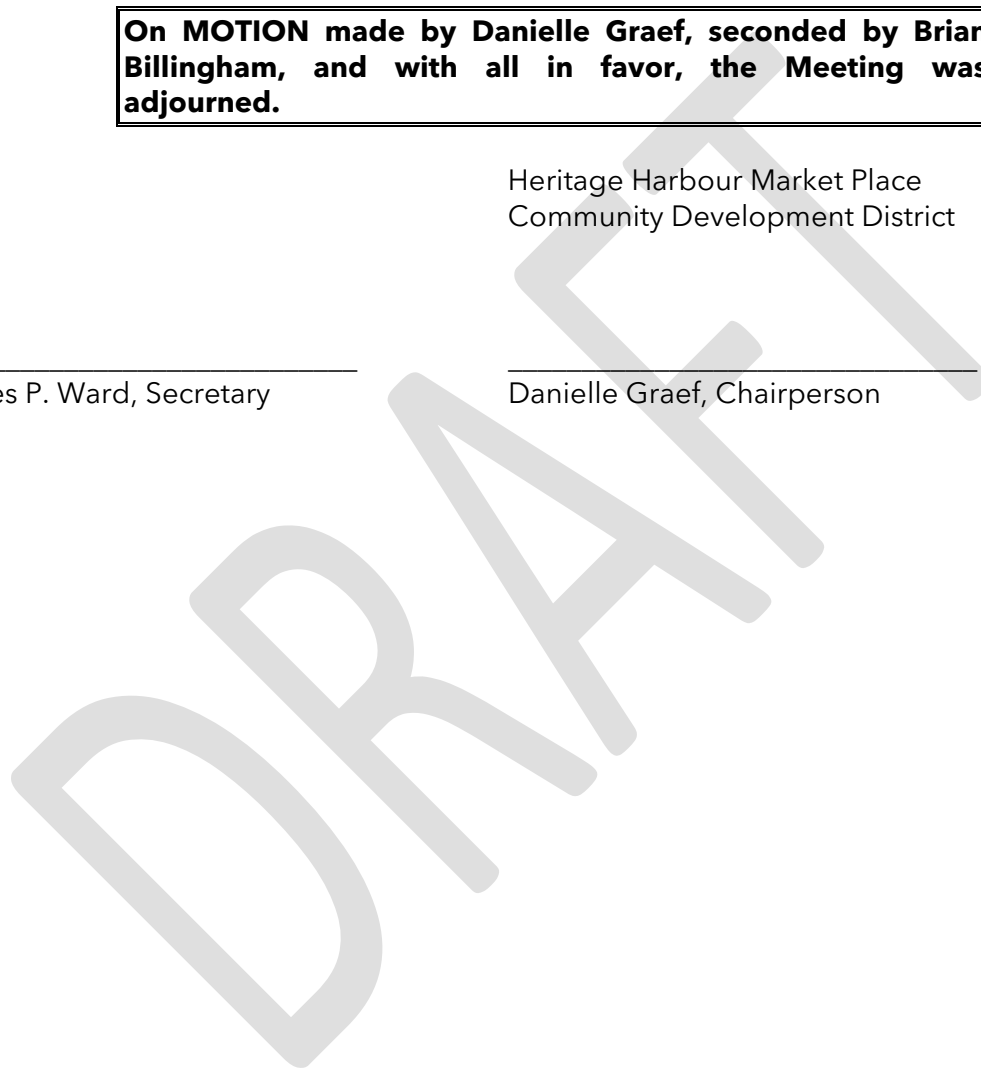 On MOTION made by Danielle Graef, seconded by Brian
Billingham, and with all in favor, the Meeting was
adjourned.
Heritage Harbour Market Place
Community Development District
es P. Ward, Secretary
Danielle Graef, Chairperson
DRAFT